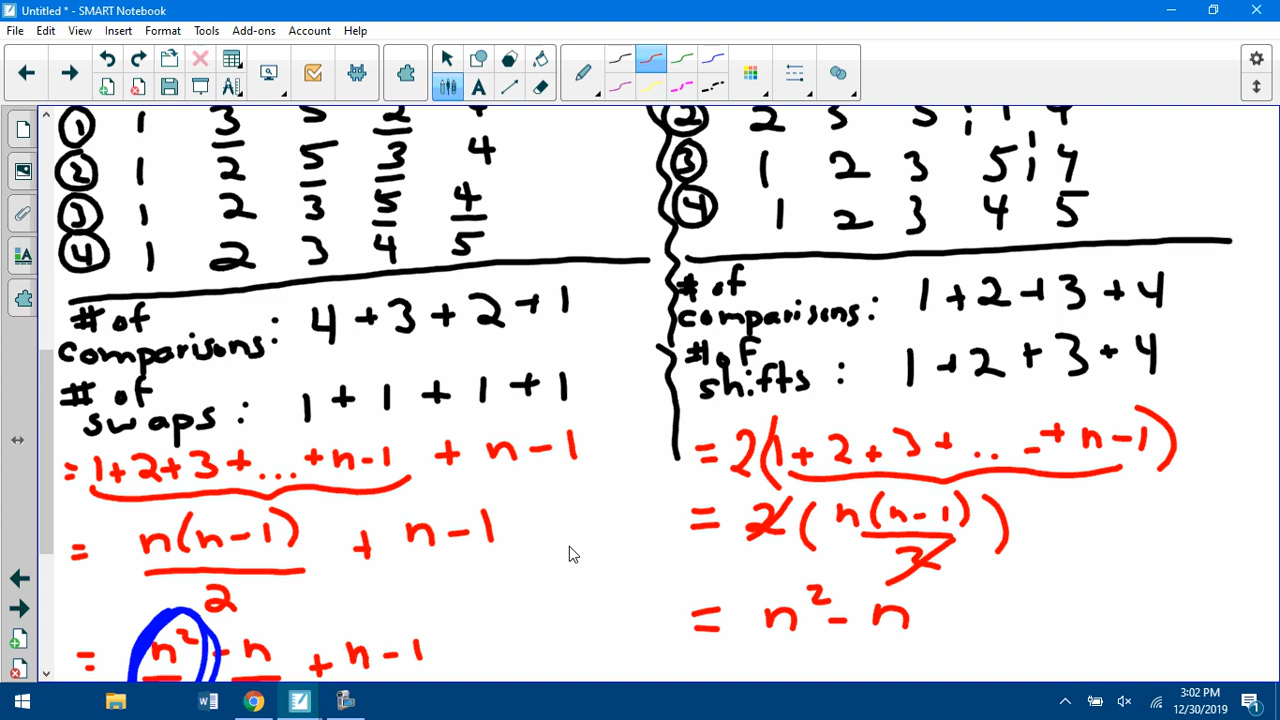 Untitled * - SMART Notebook
File Edit View Insert Format Tools Add-ons Account Help
① 1 3 5 2 4
② 1 2 5 3 4
③ 1 2 3 5 4
④ 1 2 3 4 5
# of comparisons: 4 + 3 + 2 + 1
# of swaps: 1 + 1 + 1 + 1
= 1+2+3+...+n-1 + n-1
= n(n-1)/2 + n-1
= n² - n + n-1
② 2 3 5 ¦ 1 4
③ 1 2 3 5 ¦ 4
④ 1 2 3 4 5
# of comparisons: 1 + 2 + 3 + 4
# of shifts: 1 + 2 + 3 + 4
= 2(1+2+3+...+n-1)
= 2(n(n-1)/2)
= n² - n
3:02 PM
12/30/2019